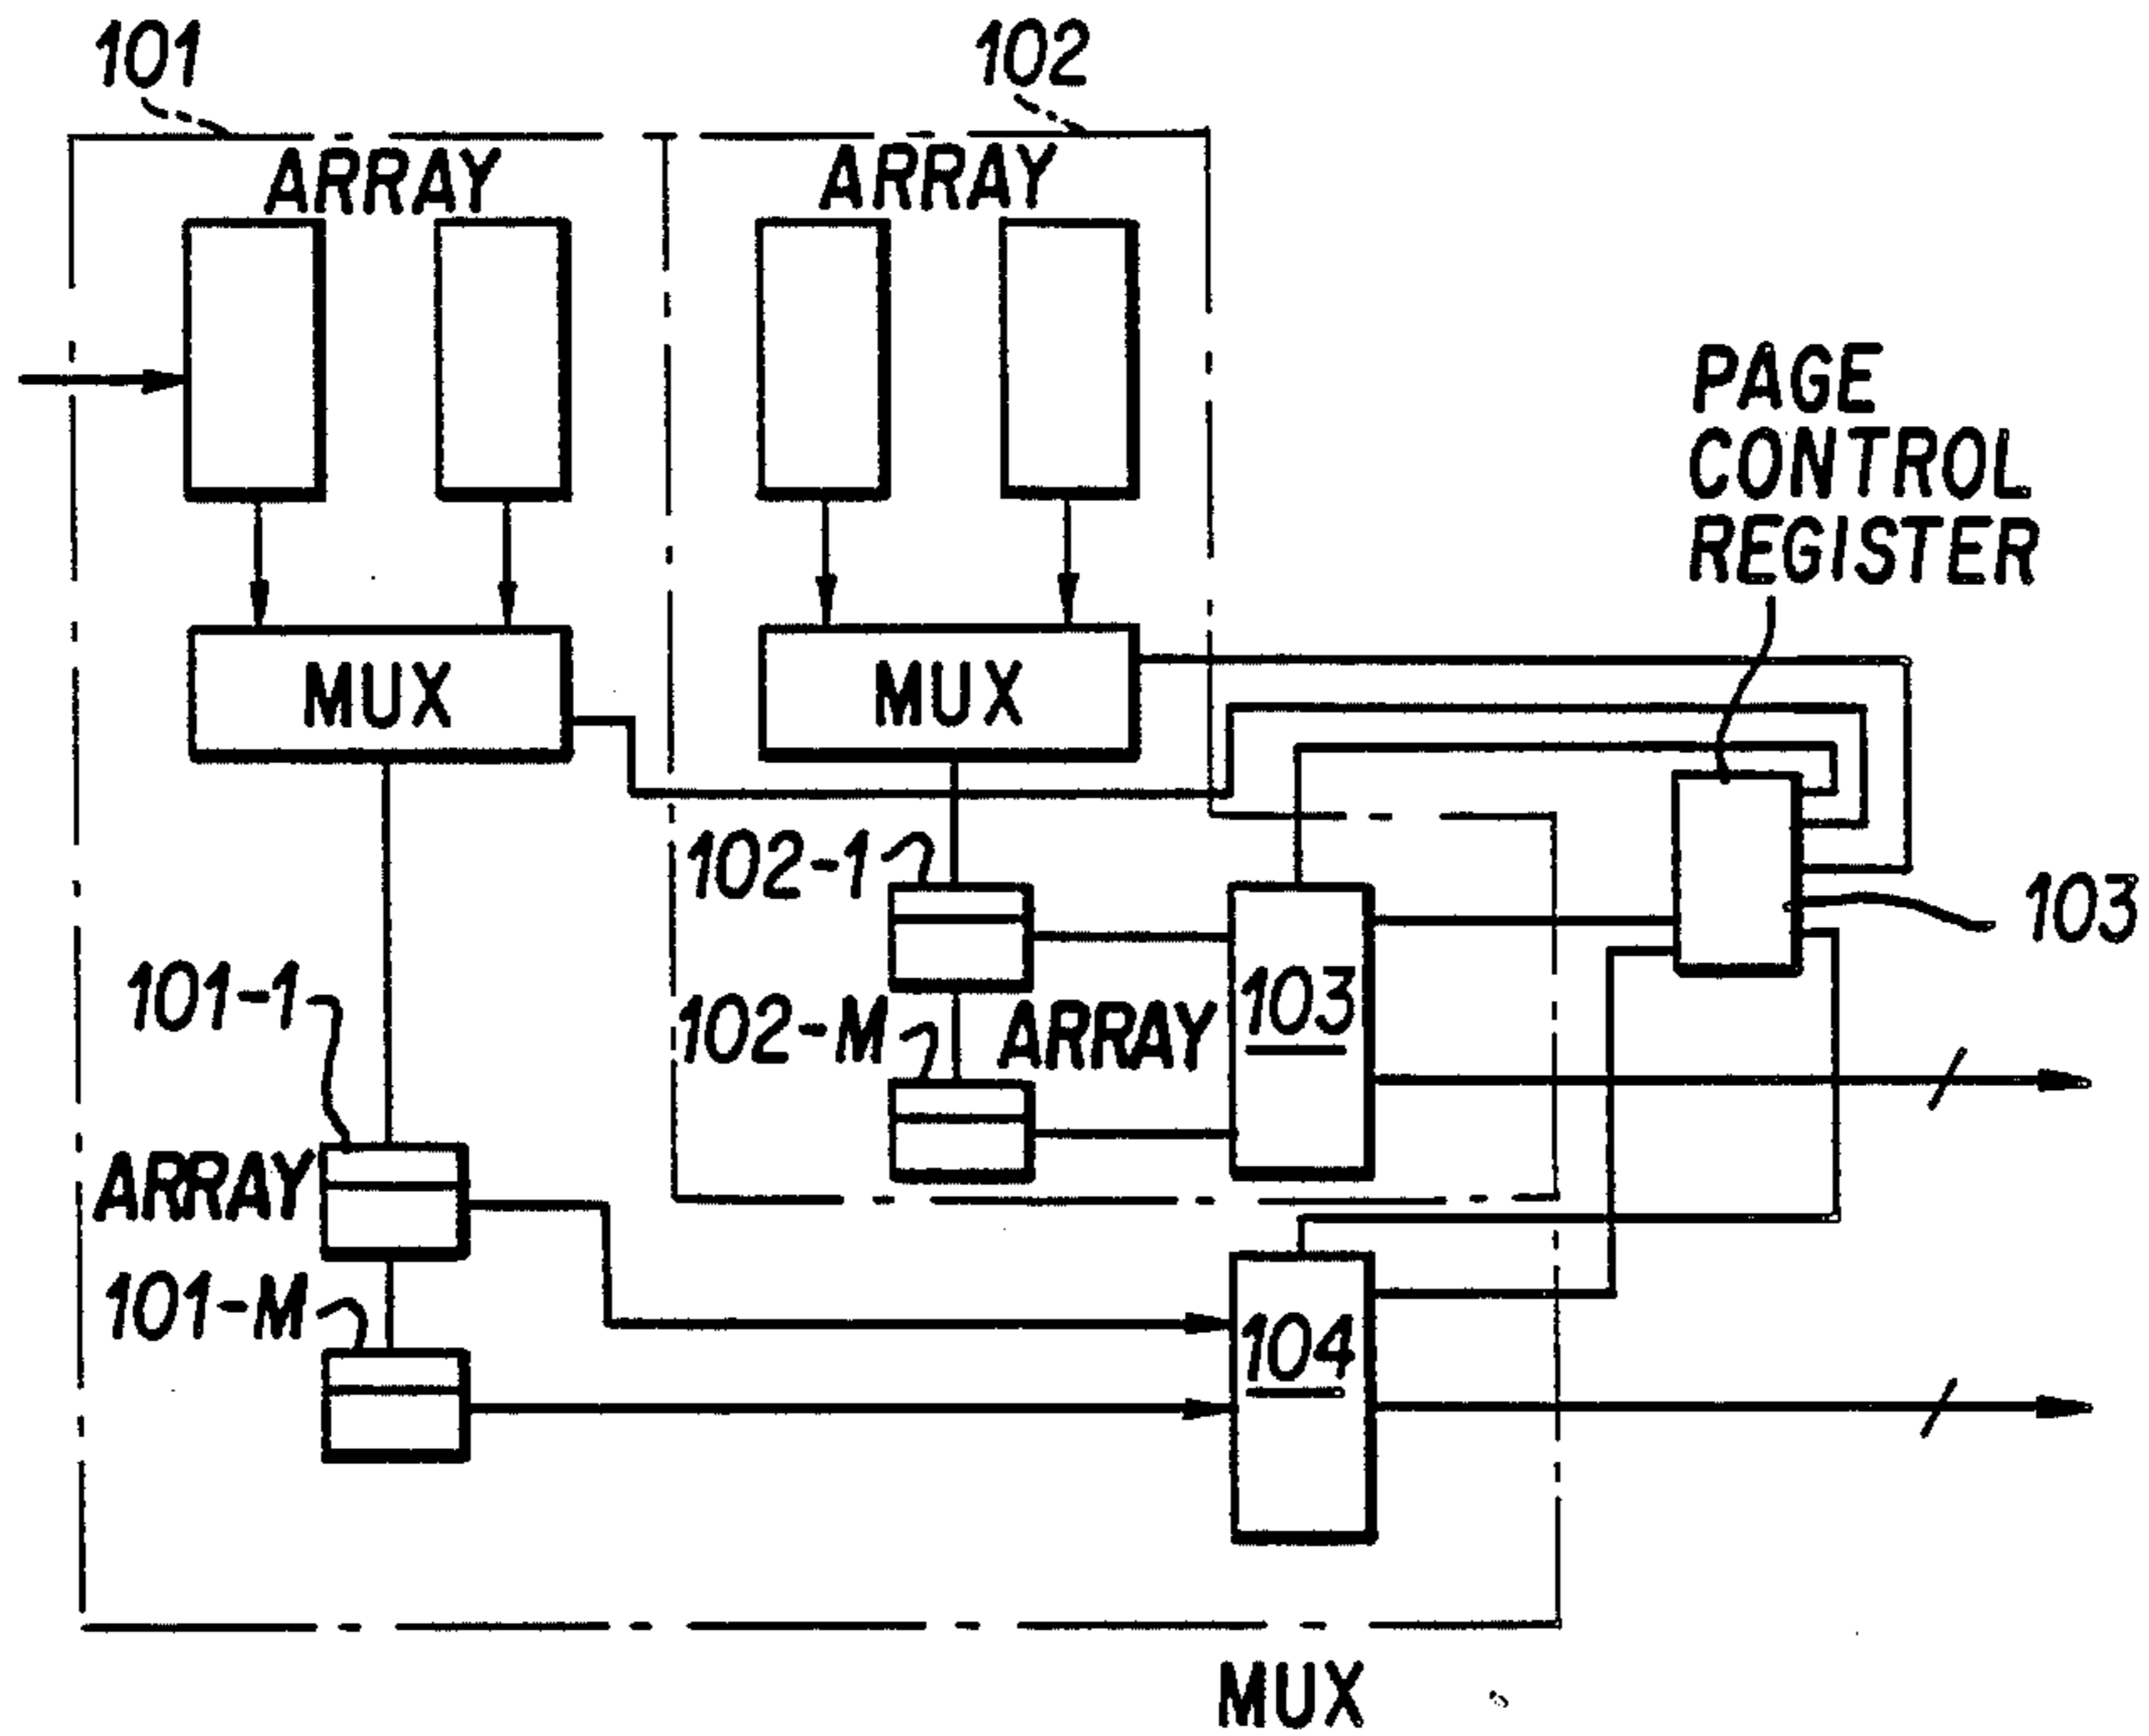 101
102
ARRAY
ARRAY
PAGE
CONTROL
REGISTER
MUX
MUX
102-1
103
101-1
103
102-M
ARRAY
ARRAY
101-M
104
MUX